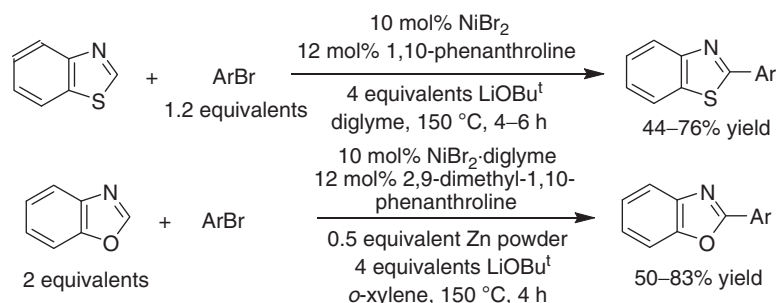 10 mol% NiBr₂
12 mol% 1,10-phenanthroline
N
S
+
ArBr
1.2 equivalents
4 equivalents LiOBuᵗ
diglyme, 150 °C, 4–6 h
N
S
Ar
44–76% yield
10 mol% NiBr₂·diglyme
12 mol% 2,9-dimethyl-1,10-
phenanthroline
N
O
+
ArBr
2 equivalents
0.5 equivalent Zn powder
4 equivalents LiOBuᵗ
o-xylene, 150 °C, 4 h
N
O
Ar
50–83% yield